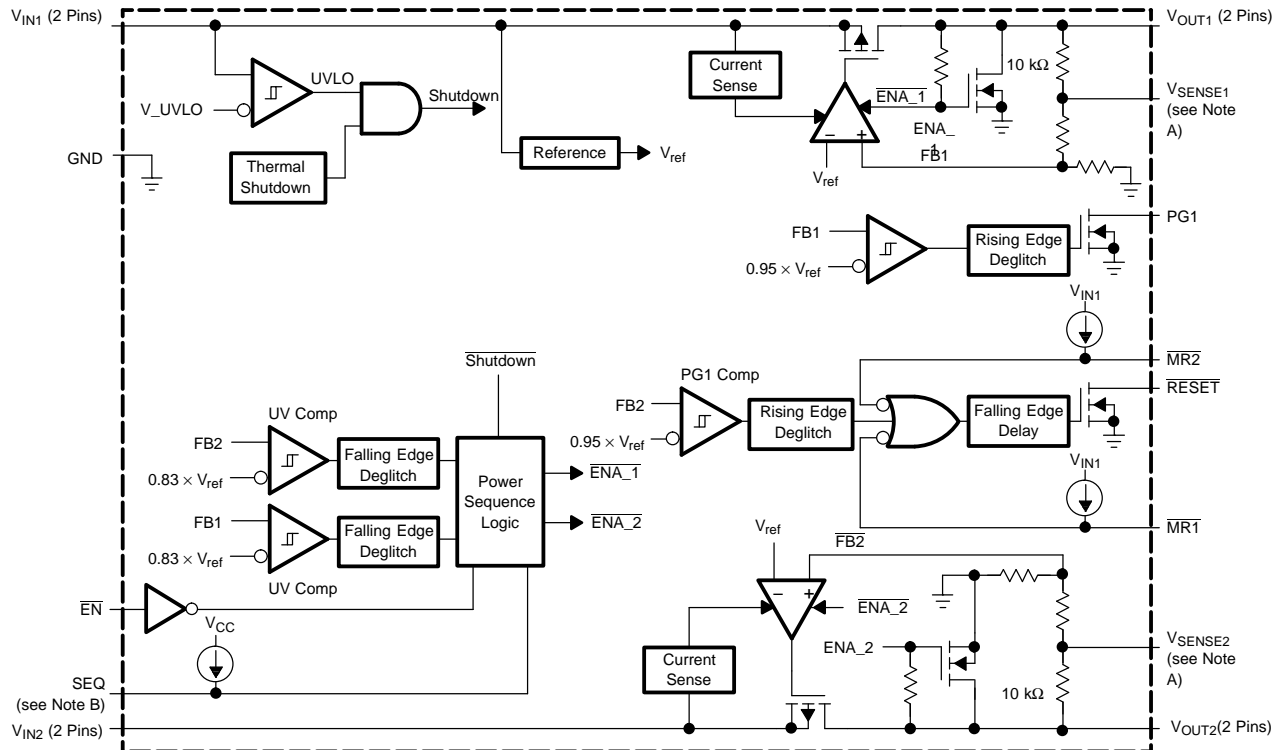 V_IN1 (2 Pins)
V_OUT1 (2 Pins)
Current
Sense
10 kΩ
UVLO
Shutdown
V_UVLO
ENA_1
ENA_
1
V_SENSE1
(see Note
A)
GND
Thermal
Shutdown
Reference
V_ref
V_ref
FB1
PG1
FB1
0.95 × V_ref
Rising Edge
Deglitch
V_IN1
MR2
Shutdown
PG1 Comp
RESET
UV Comp
FB2
0.95 × V_ref
Rising Edge
Deglitch
Falling Edge
Delay
FB2
0.83 × V_ref
Falling Edge
Deglitch
Power
Sequence
Logic
ENA_1
ENA_2
V_IN1
FB1
0.83 × V_ref
Falling Edge
Deglitch
UV Comp
MR1
V_ref
FB2
EN
V_CC
ENA_2
SEQ
(see Note B)
Current
Sense
ENA_2
10 kΩ
V_SENSE2
(see Note
A)
V_IN2 (2 Pins)
V_OUT2(2 Pins)